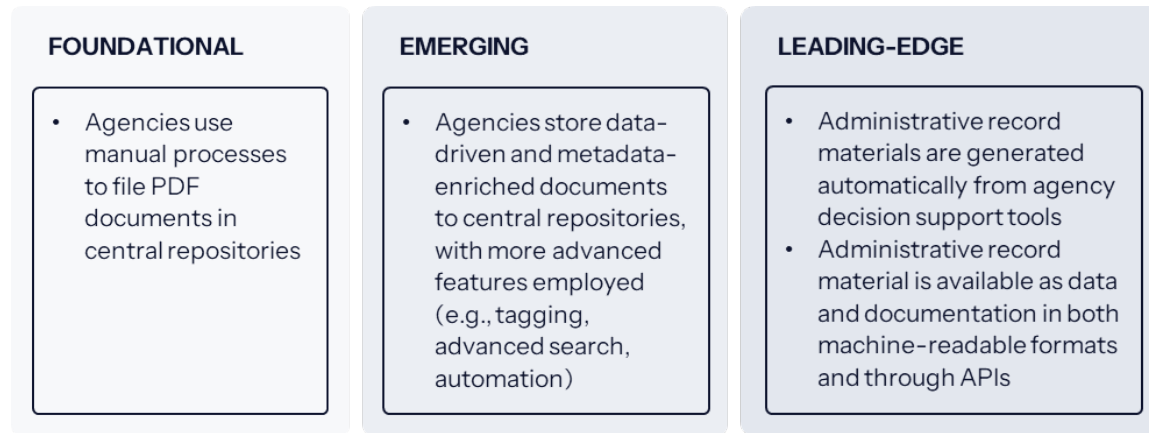 FOUNDATIONAL
• Agencies use
manual processes
to file PDF
documents in
central repositories
EMERGING
• Agencies store data-
driven and metadata-
enriched documents
to central repositories,
with more advanced
features employed
(e.g., tagging,
advanced search,
automation)
LEADING-EDGE
• Administrative record
materials are generated
automatically from agency
decision support tools
• Administrative record
material is available as data
and documentation in both
machine-readable formats
and through APIs